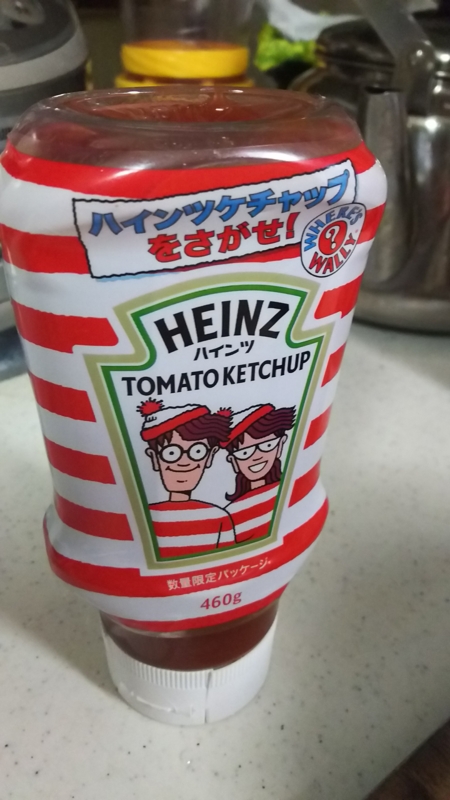 ハインツケチャップ
をさがせ!
WHERE'S
WALLY?
HEINZ
ハインツ
TOMATO KETCHUP
数量限定パッケージ。
460g